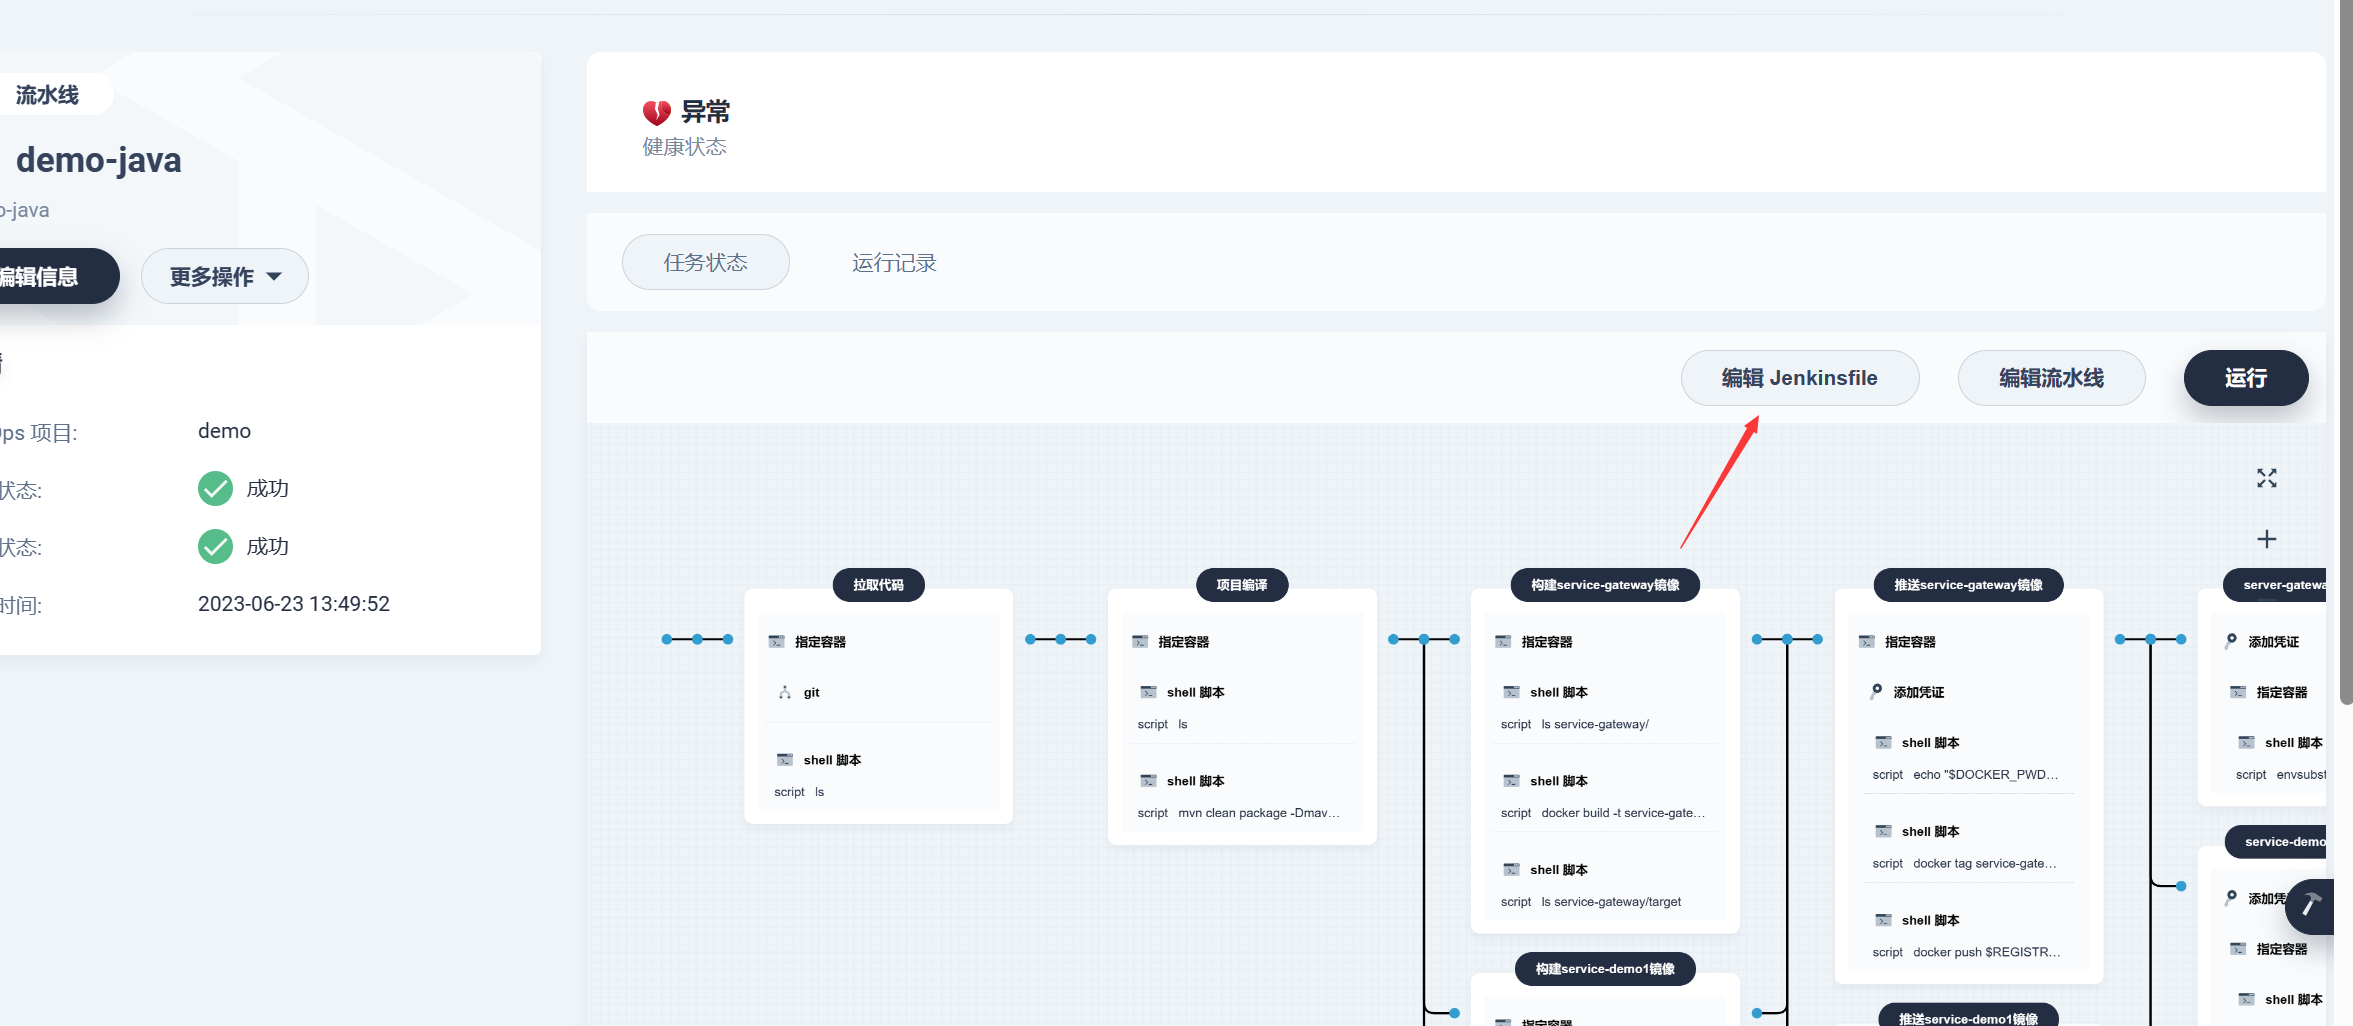 流水线
demo-java
o-java
编辑信息
更多操作
ps 项目:
demo
状态:
成功
状态:
成功
时间:
2023-06-23 13:49:52
异常
健康状态
任务状态
运行记录
编辑 Jenkinsfile
编辑流水线
运行
拉取代码
指定容器
git
shell 脚本
script ls
项目编译
指定容器
shell 脚本
script ls
shell 脚本
script mvn clean package -Dmav…
构建service-gateway镜像
指定容器
shell 脚本
script ls service-gateway/
shell 脚本
script docker build -t service-gate…
shell 脚本
script ls service-gateway/target
构建service-demo1镜像
指定容器
推送service-gateway镜像
指定容器
添加凭证
shell 脚本
script echo "$DOCKER_PWD…
shell 脚本
script docker tag service-gate…
shell 脚本
script docker push $REGISTR…
推送service-demo1镜像
server-gatewa
添加凭证
指定容器
shell 脚本
script envsubst
service-demo
添加凭
指定容器
shell 脚本